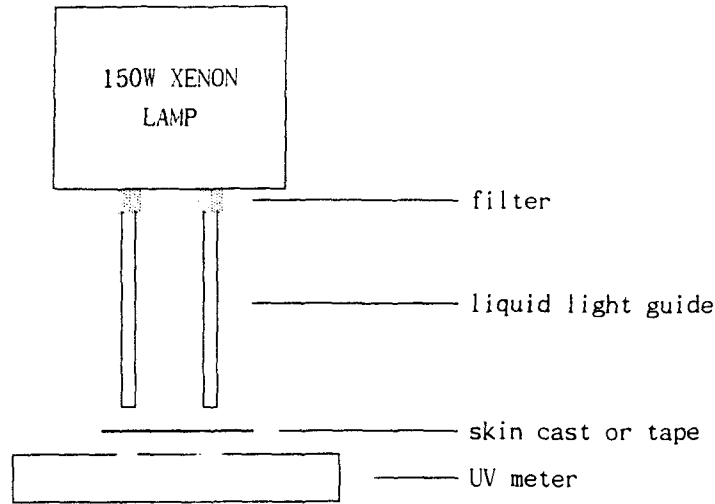 150W XENON
LAMP
filter
liquid light guide
skin cast or tape
UV meter